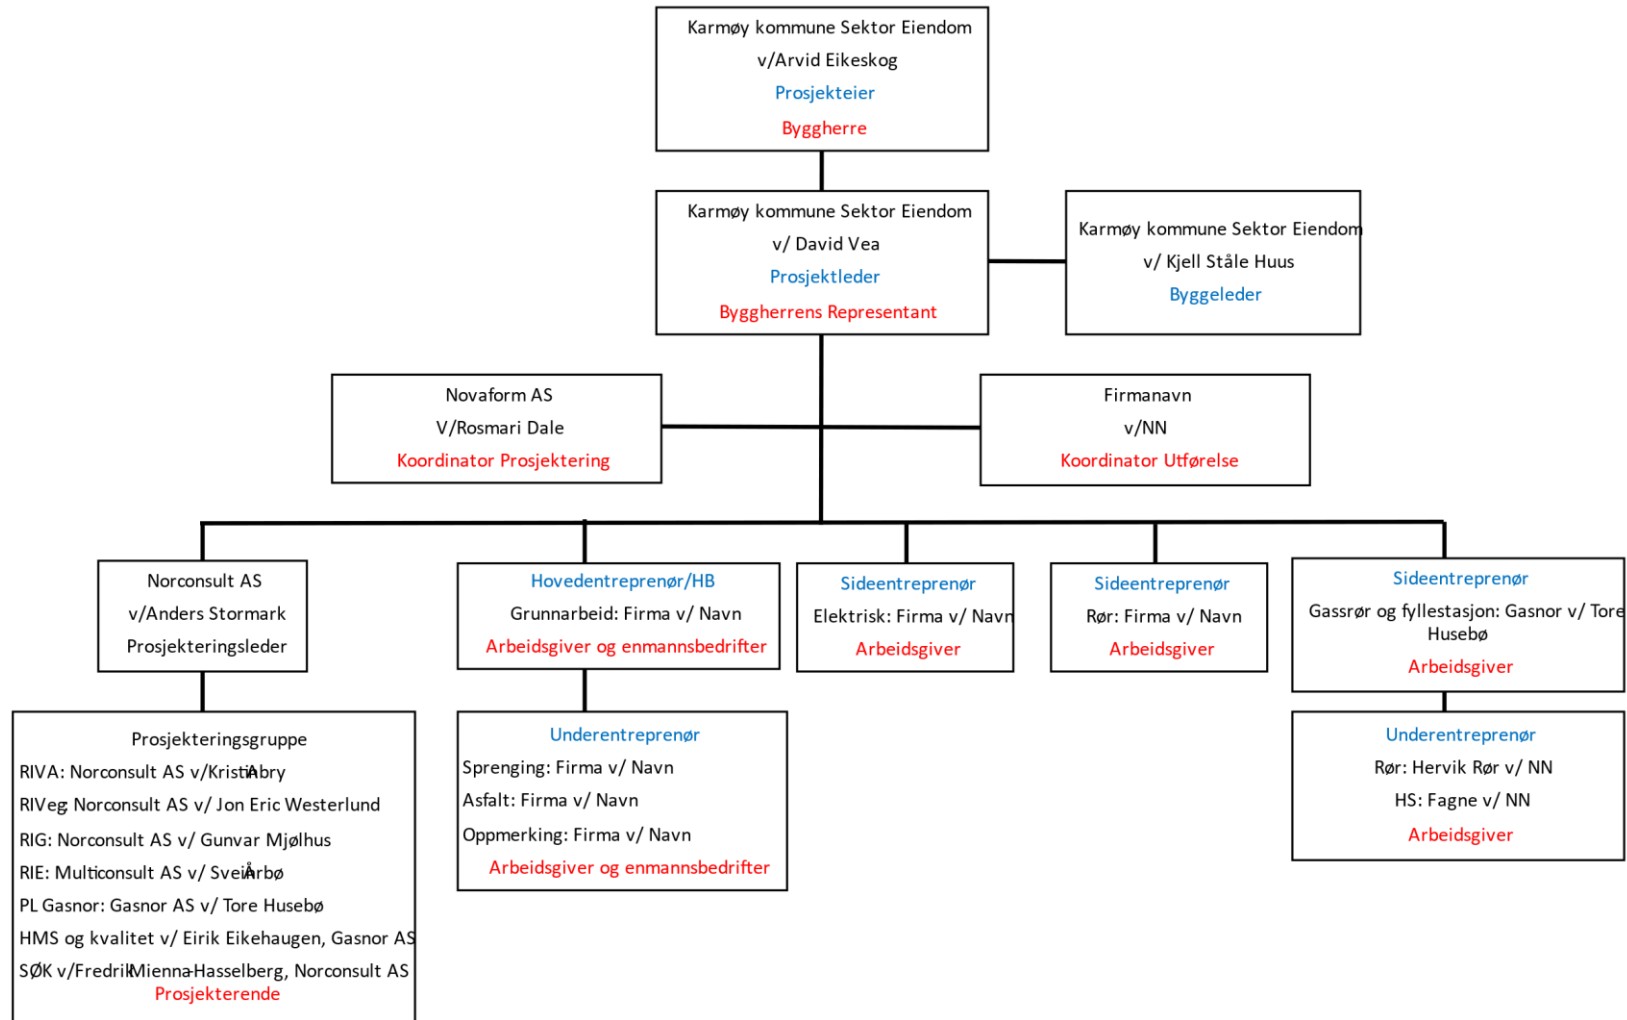 Karmøy kommune Sektor Eiendom
v/Arvid Eikeskog
Prosjekteier
Byggherre
Karmøy kommune Sektor Eiendom
v/ David Vea
Prosjektleder
Byggherrens Representant
Karmøy kommune Sektor Eiendom
v/ Kjell Ståle Huus
Byggeleder
Novaform AS
V/Rosmari Dale
Koordinator Prosjektering
Firmanavn
v/NN
Koordinator Utførelse
Norconsult AS
v/Anders Stormark
Prosjekteringsleder
Hovedentreprenør/HB
Grunnarbeid: Firma v/ Navn
Arbeidsgiver og enmannsbedrifter
Sideentreprenør
Elektrisk: Firma v/ Navn
Arbeidsgiver
Sideentreprenør
Rør: Firma v/ Navn
Arbeidsgiver
Sideentreprenør
Gassrør og fyllestasjon: Gasnor v/ Tore
Husebø
Arbeidsgiver
Prosjekteringsgruppe
RIVA: Norconsult AS
RIVeg: Norconsult AS v/ Jon Eric Westerlund
RIG: Norconsult AS v/ Gunvar Mjølhus
RIE: Multiconsult AS v/ Svein Årbø
PL Gasnor: Gasnor AS v/ Tore Husebø
HMS og kvalitet v/ Eirik Eikehaugen, Gasnor AS
SØK v/Fredrik Mienna-Hasselberg, Norconsult AS
Prosjekterende
Underentreprenør
Sprenging: Firma v/ Navn
Asfalt: Firma v/ Navn
Oppmerking: Firma v/ Navn
Arbeidsgiver og enmannsbedrifter
Underentreprenør
Rør: Hervik Rør v/ NN
HS: Fagne v/ NN
Arbeidsgiver